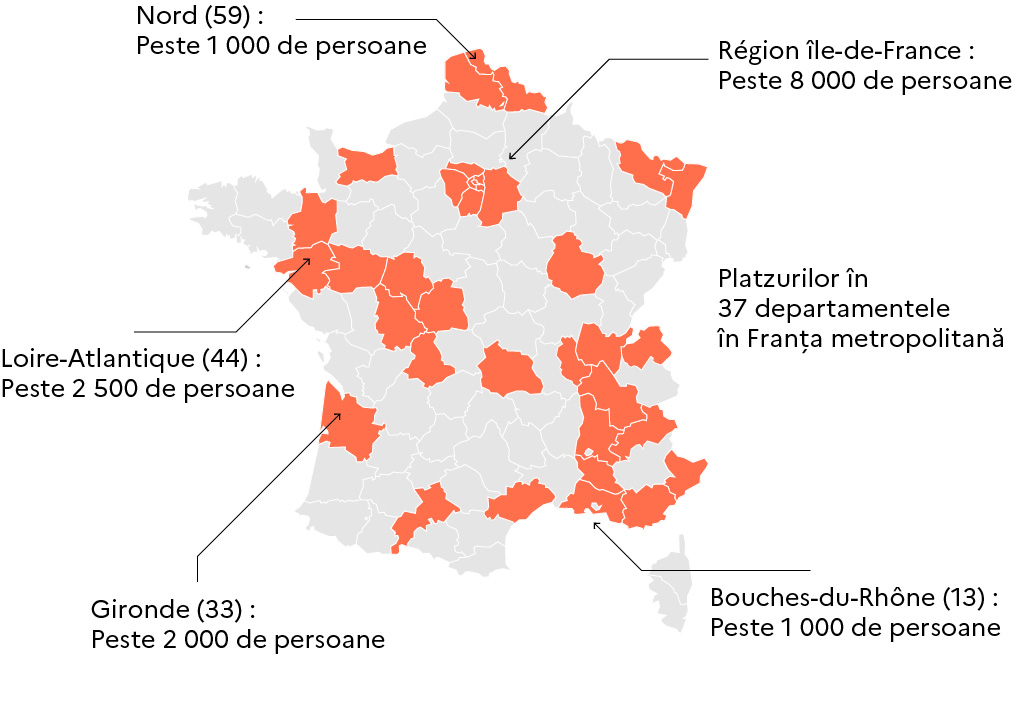 Nord (59) :
Peste 1 000 de persoane
Région île-de-France :
Peste 8 000 de persoane
Platzurilor în
37 departamentele
în Franța metropolitană
Loire-Atlantique (44) :
Peste 2 500 de persoane
Gironde (33) :
Peste 2 000 de persoane
Bouches-du-Rhône (13) :
Peste 1 000 de persoane